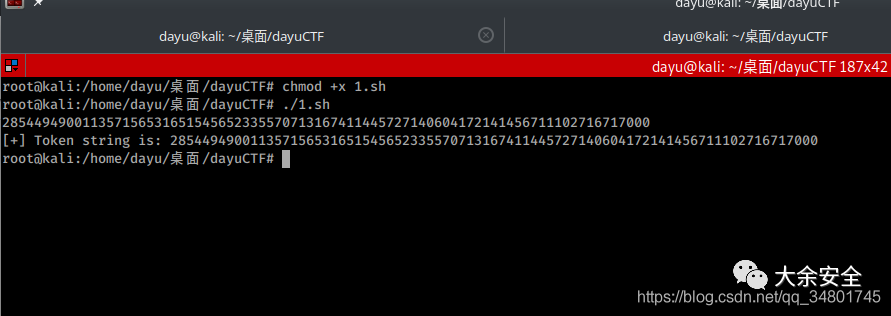 dayu@kali: ~/桌面/dayuCTF
dayu@kali: ~/桌面/dayuCTF
dayu@kali: ~/桌面/dayuCTF
dayu@kali: ~/桌面/dayuCTF 187x42
root@kali:/home/dayu/桌面/dayuCTF# chmod +x 1.sh
root@kali:/home/dayu/桌面/dayuCTF# ./1.sh
285449490011357156531651545652335570713167411445727140604172141456711102716717000
[+] Token string is: 285449490011357156531651545652335570713167411445727140604172141456711102716717000
root@kali:/home/dayu/桌面/dayuCTF#
大余安全
https://blog.csdn.net/qq_34801745